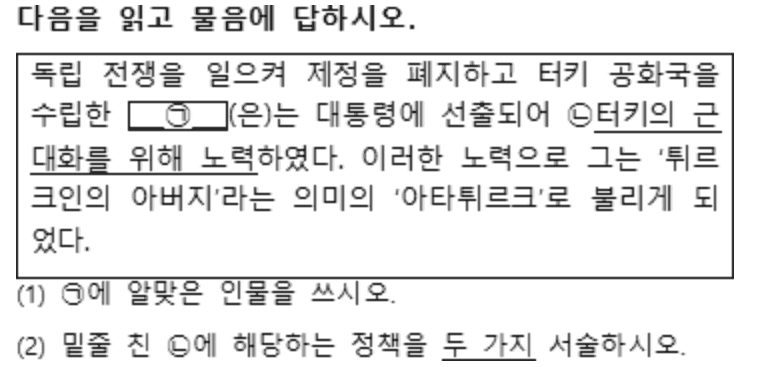 다음을 읽고 물음에 답하시오.
독립 전쟁을 일으켜 제정을 폐지하고 터키 공화국을
수립한 ㉠(은)는 대통령에 선출되어 ㉡터키의 근
대화를 위해 노력하였다. 이러한 노력으로 그는 ‘튀르
크인의 아버지’라는 의미의 ‘아타튀르크’로 불리게 되
었다.
(1) ㉠에 알맞은 인물을 쓰시오.
(2) 밑줄 친 ㉡에 해당하는 정책을 두 가지 서술하시오.